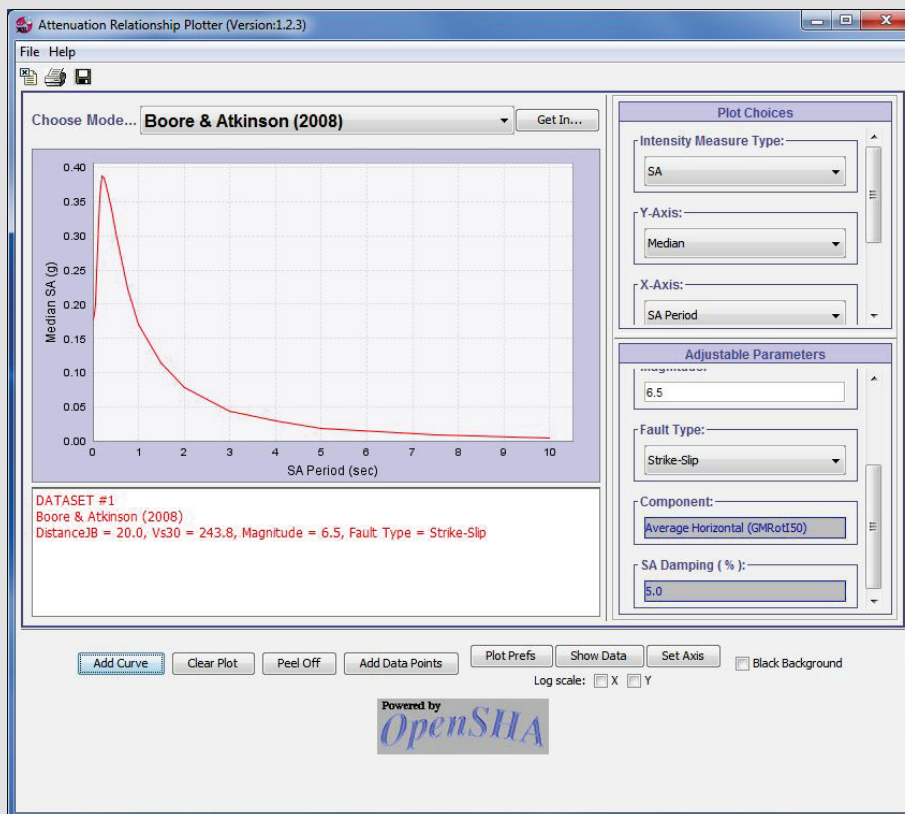 Attenuation Relationship Plotter (Version:1.2.3)
File Help
Choose Mode... Boore & Atkinson (2008) Get In...
0.40
0.35
0.30
0.25
0.20
0.15
0.10
0.05
0.00
Median SA (g)
0 1 2 3 4 5 6 7 8 9 10
SA Period (sec)
DATASET #1
Boore & Atkinson (2008)
DistanceJB = 20.0, Vs30 = 243.8, Magnitude = 6.5, Fault Type = Strike-Slip
Plot Choices
Intensity Measure Type:
SA
Y-Axis:
Median
X-Axis:
SA Period
Adjustable Parameters
Magnitude:
6.5
Fault Type:
Strike-Slip
Component:
Average Horizontal (GMRotI50)
SA Damping ( % ):
5.0
Add Curve Clear Plot Peel Off Add Data Points Plot Prefs Show Data Set Axis Black Background
Log scale: X Y
Powered by
OpenSHA